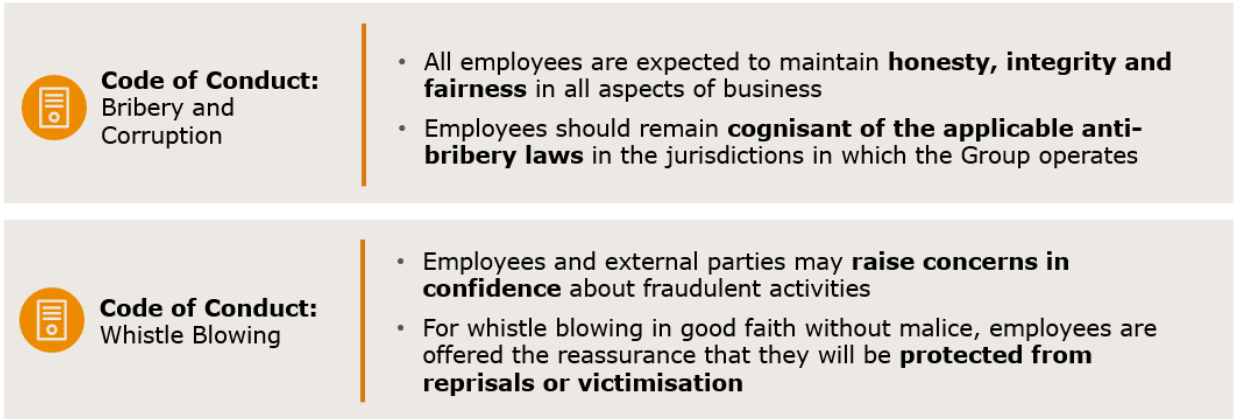 Code of Conduct:
Bribery and
Corruption
• All employees are expected to maintain honesty, integrity and
fairness in all aspects of business
• Employees should remain cognisant of the applicable anti-
bribery laws in the jurisdictions in which the Group operates
Code of Conduct:
Whistle Blowing
• Employees and external parties may raise concerns in
confidence about fraudulent activities
• For whistle blowing in good faith without malice, employees are
offered the reassurance that they will be protected from
reprisals or victimisation